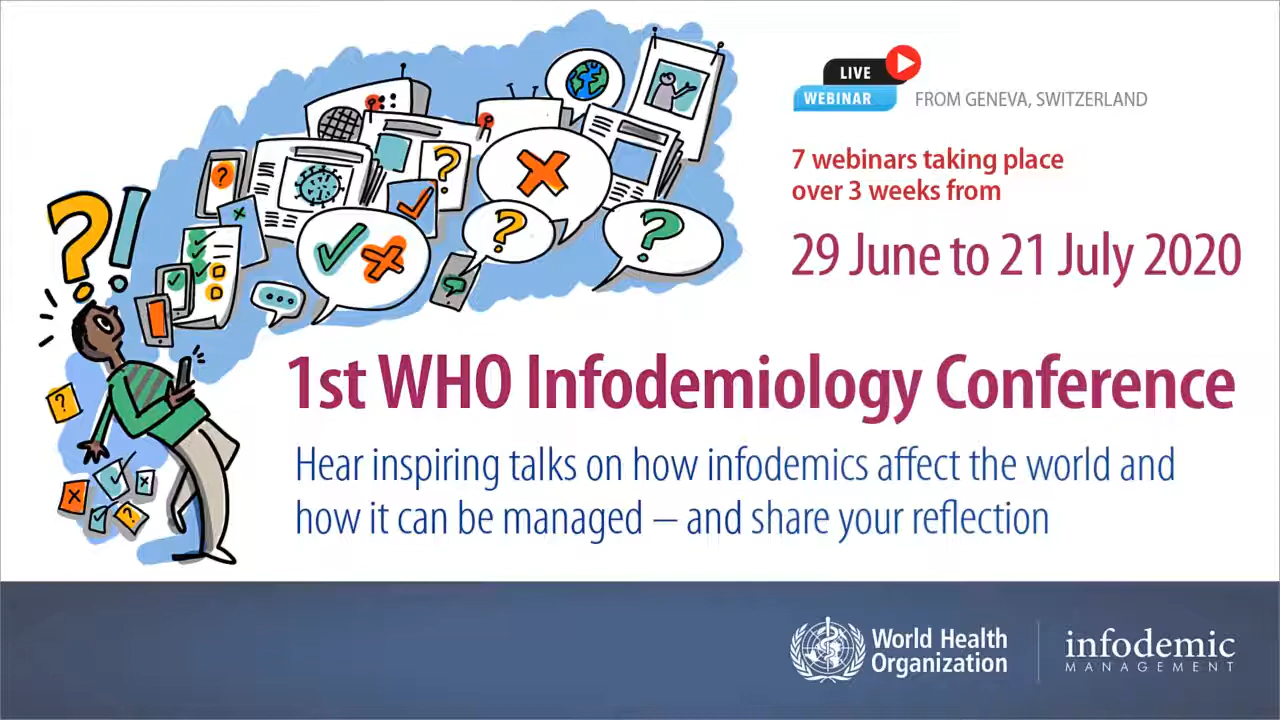 LIVE
WEBINAR
FROM GENEVA, SWITZERLAND
7 webinars taking place
over 3 weeks from
29 June to 21 July 2020
1st WHO Infodemiology Conference
Hear inspiring talks on how infodemics affect the world and
how it can be managed – and share your reflection
World Health
Organization
infodemic
MANAGEMENT